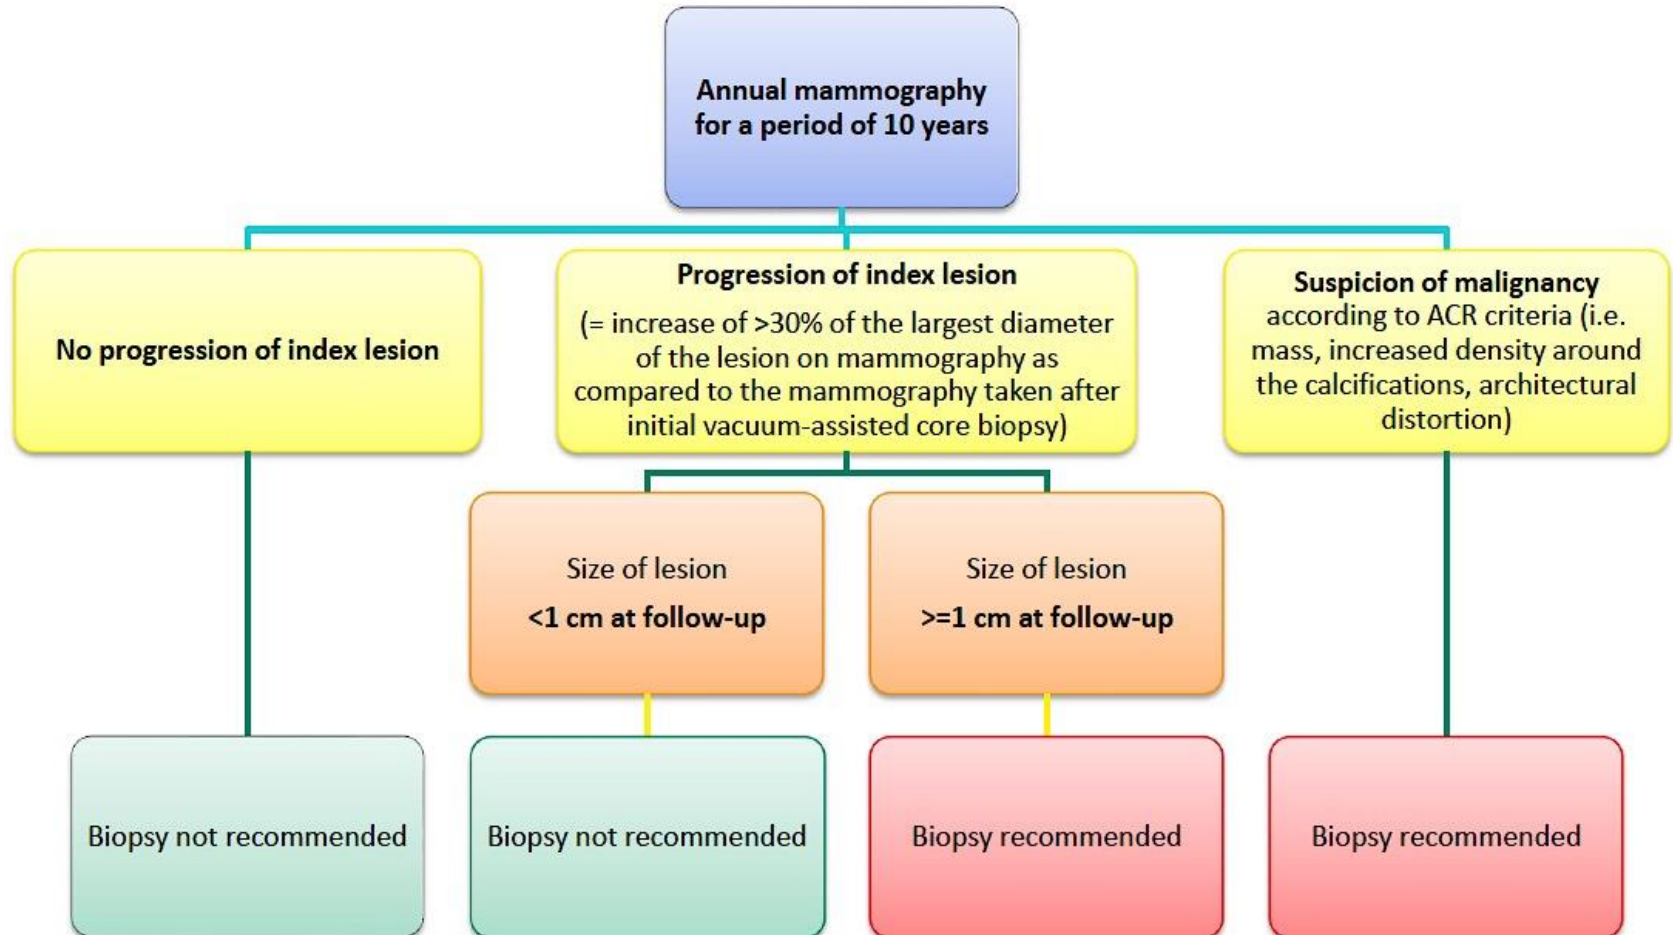 Annual mammography
for a period of 10 years
No progression of index lesion
Progression of index lesion
(= increase of >30% of the largest diameter
of the lesion on mammography as
compared to the mammography taken after
initial vacuum-assisted core biopsy)
Suspicion of malignancy
according to ACR criteria (i.e.
mass, increased density around
the calcifications, architectural
distortion)
Size of lesion
<1 cm at follow-up
Size of lesion
>=1 cm at follow-up
Biopsy not recommended
Biopsy not recommended
Biopsy recommended
Biopsy recommended